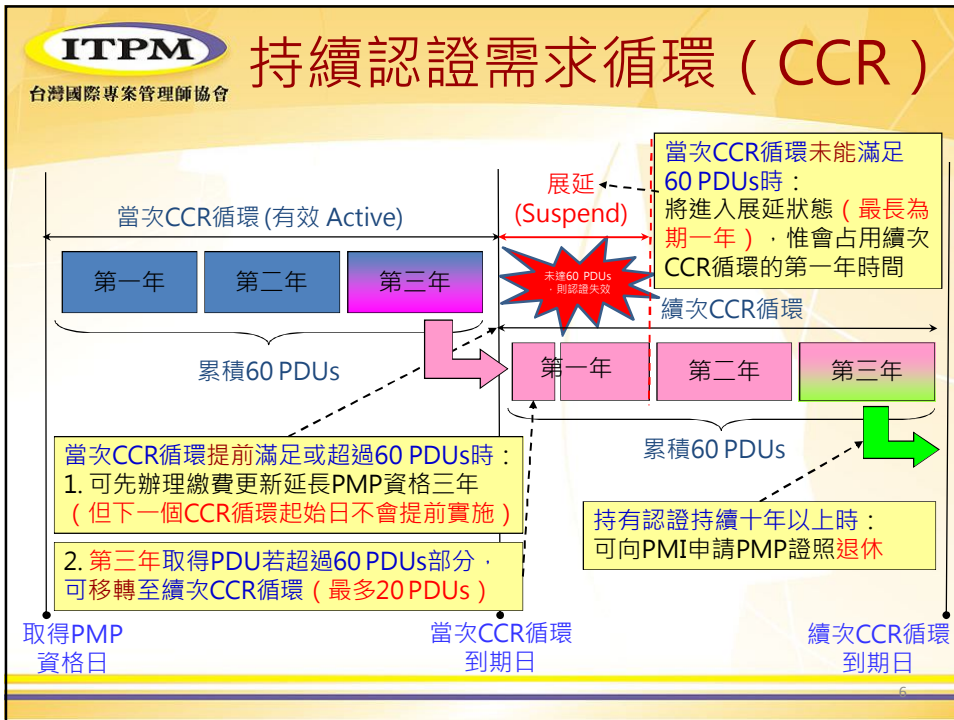 ITPM
台灣國際專案管理師協會
持續認證需求循環（CCR）
當次CCR循環 (有效 Active)
第一年
第二年
第三年
累積60 PDUs
展延
(Suspend)
未達60 PDUs
，則認證失效
當次CCR循環未能滿足
60 PDUs時：
將進入展延狀態（最長為
期一年），惟會占用續次
CCR循環的第一年時間
續次CCR循環
第一年
第二年
第三年
累積60 PDUs
當次CCR循環提前滿足或超過60 PDUs時：
1. 可先辦理繳費更新延長PMP資格三年
（但下一個CCR循環起始日不會提前實施）
2. 第三年取得PDU若超過60 PDUs部分，
可移轉至續次CCR循環（最多20 PDUs）
持有認證持續十年以上時：
可向PMI申請PMP證照退休
取得PMP
資格日
當次CCR循環
到期日
續次CCR循環
到期日
6